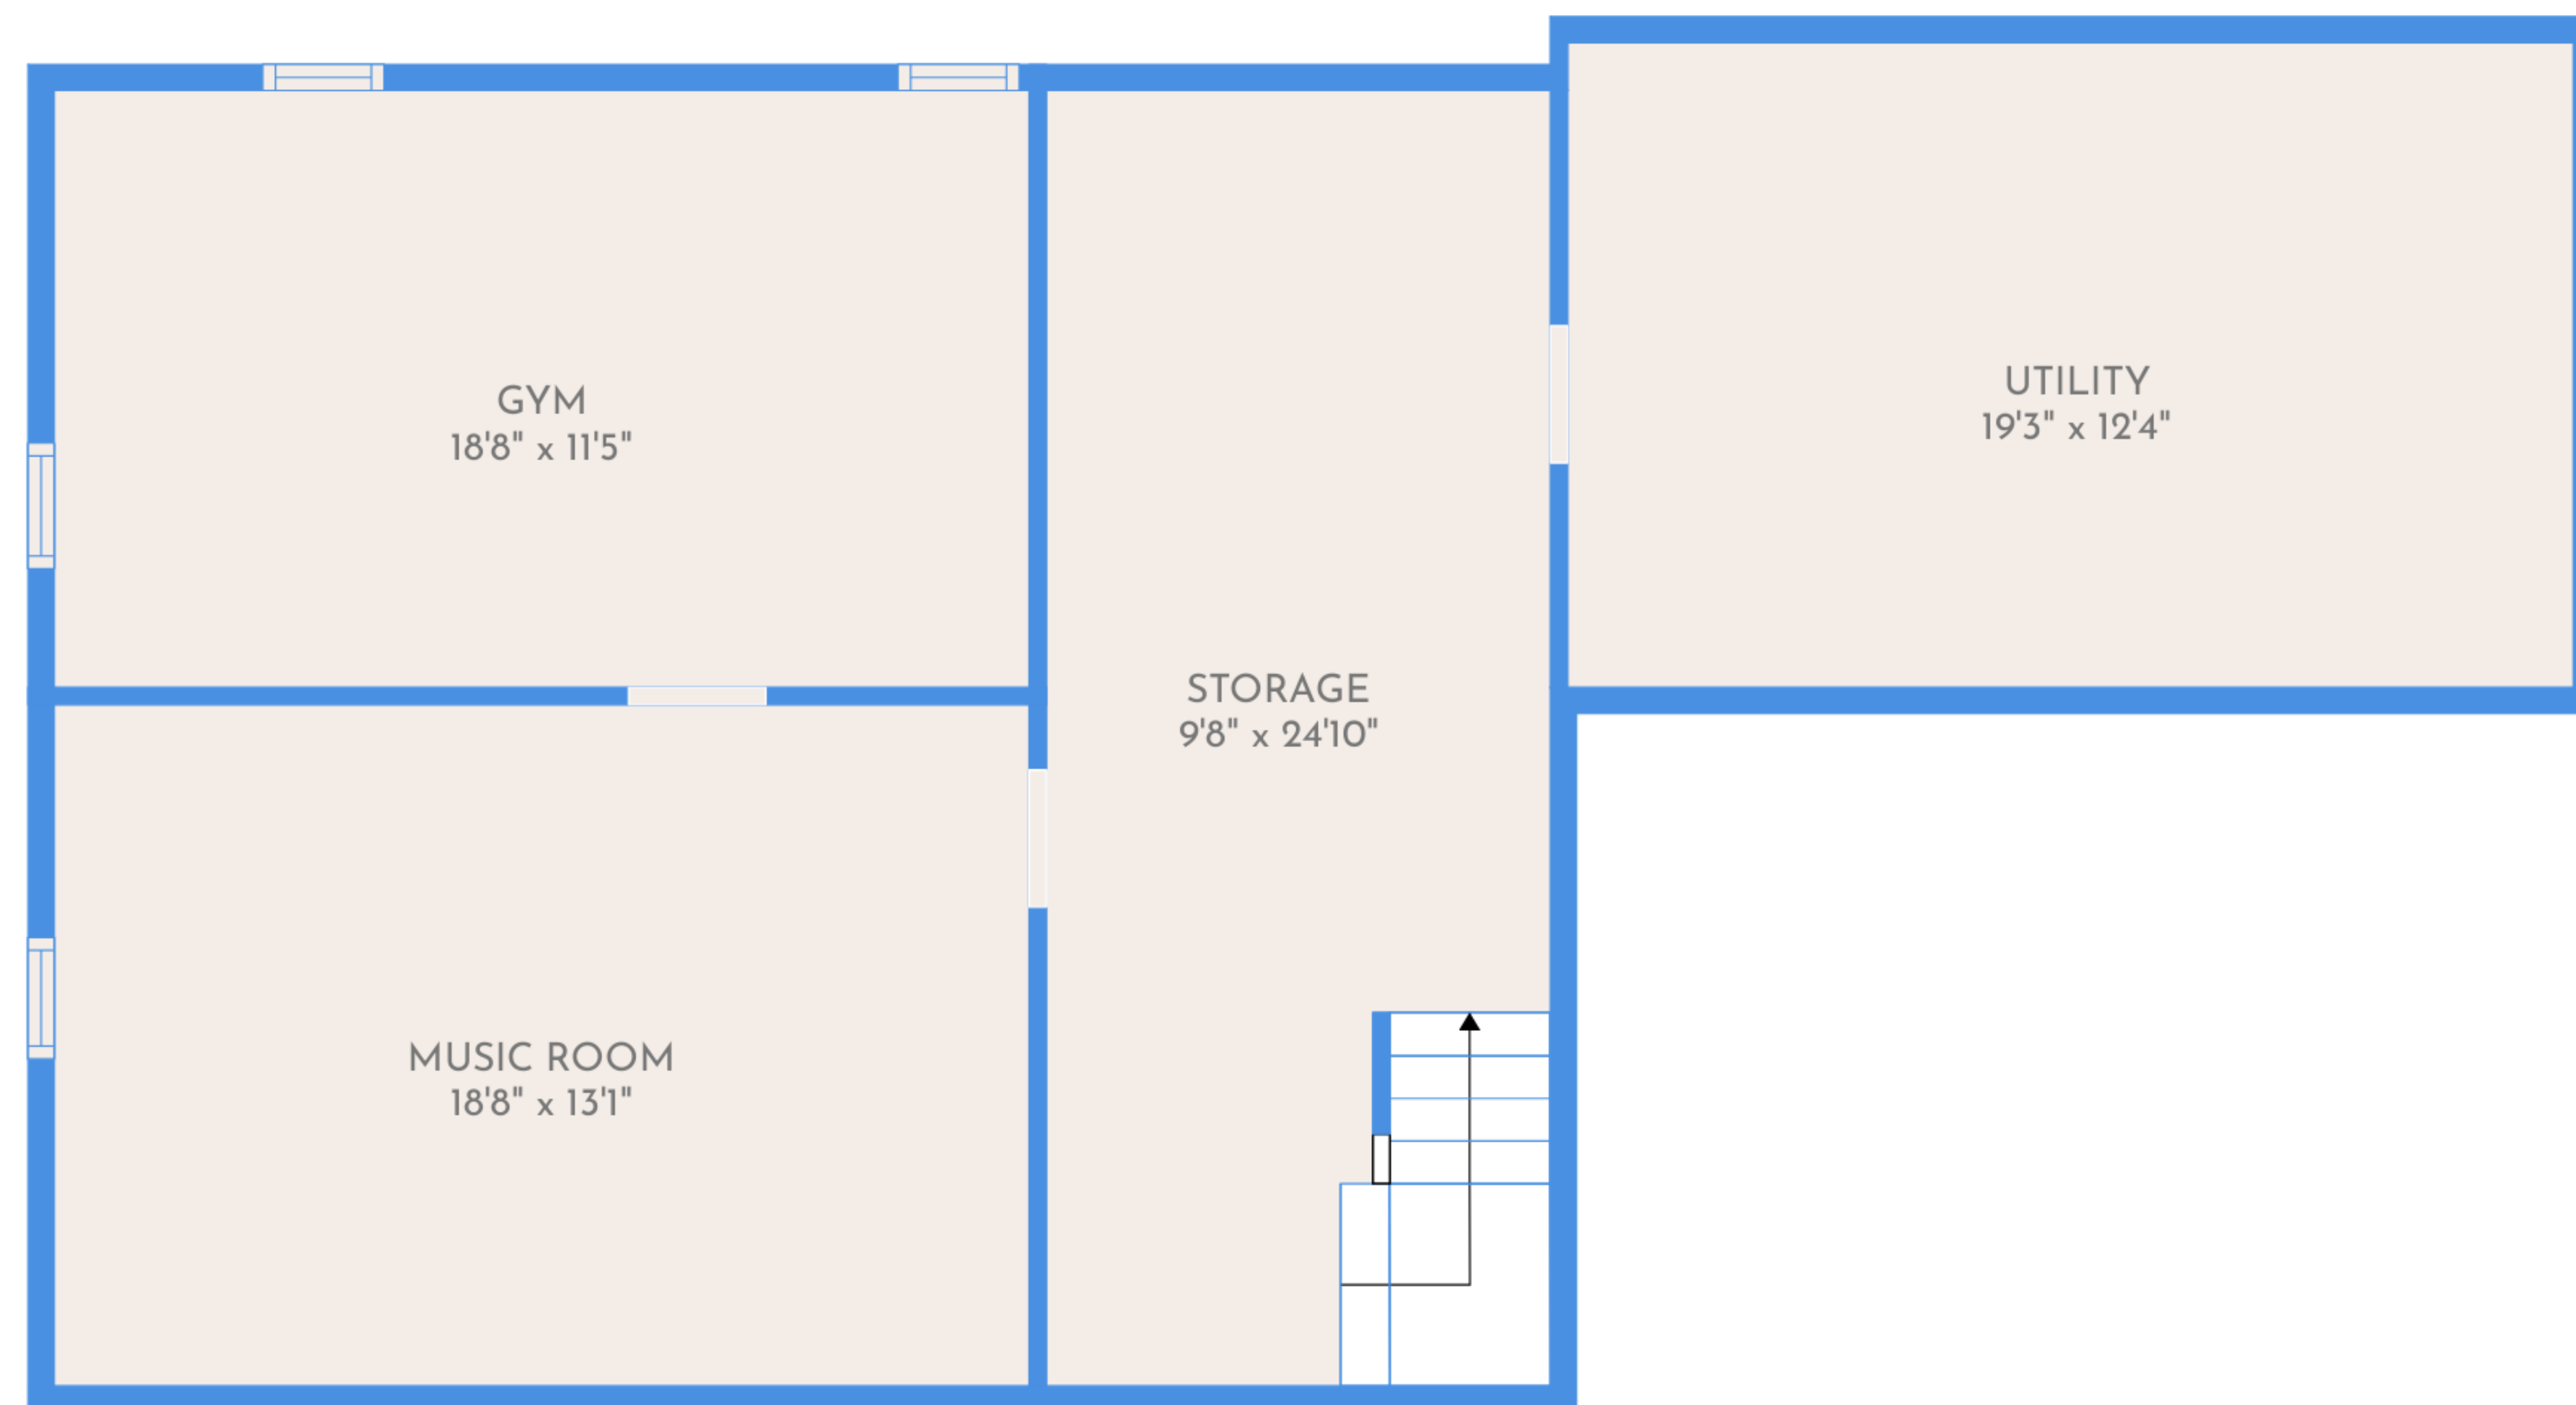 GYM
18'8" x 11'5"
UTILITY
19'3" x 12'4"
STORAGE
9'8" x 24'10"
MUSIC ROOM
18'8" x 13'1"